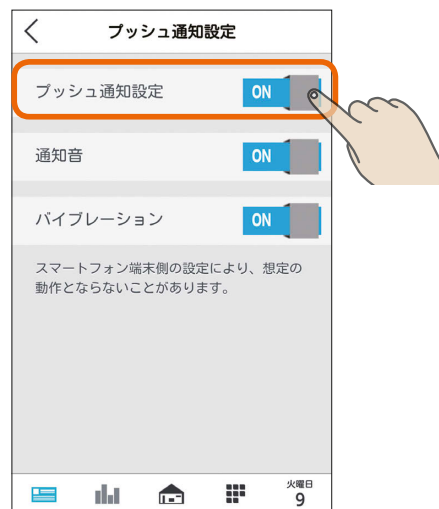 プッシュ通知設定
プッシュ通知設定 ON
通知音 ON
バイブレーション ON
スマートフォン端末側の設定により、想定の
動作とならないことがあります。
火曜日
9